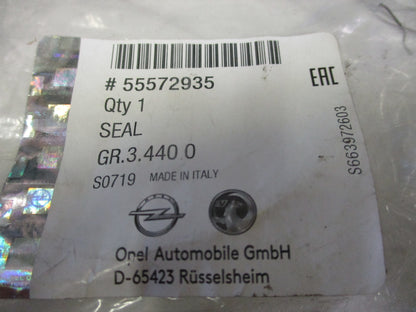 # 55572935
Qty 1
SEAL
GR.3.440 0
S0719 MADE IN ITALY
Opel Automobile GmbH
D-65423 Rüsselsheim
EAC
S663972603